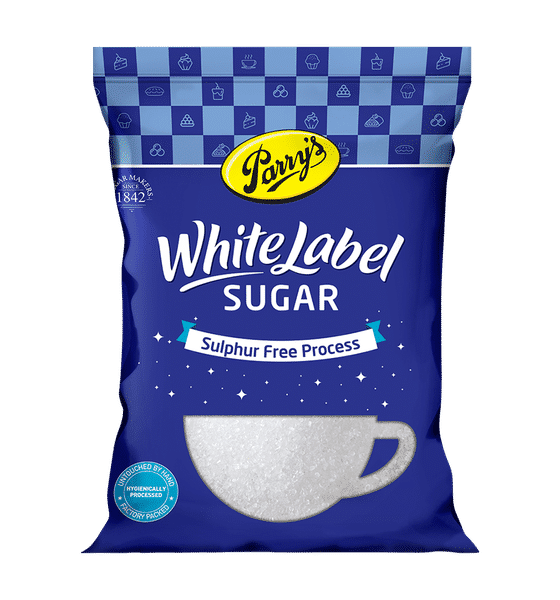 Parry's
SUGAR MAKERS
SINCE
1842
White Label
SUGAR
Sulphur Free Process
UNTOUCHED BY HAND
HYGIENICALLY
PROCESSED
FACTORY PACKED